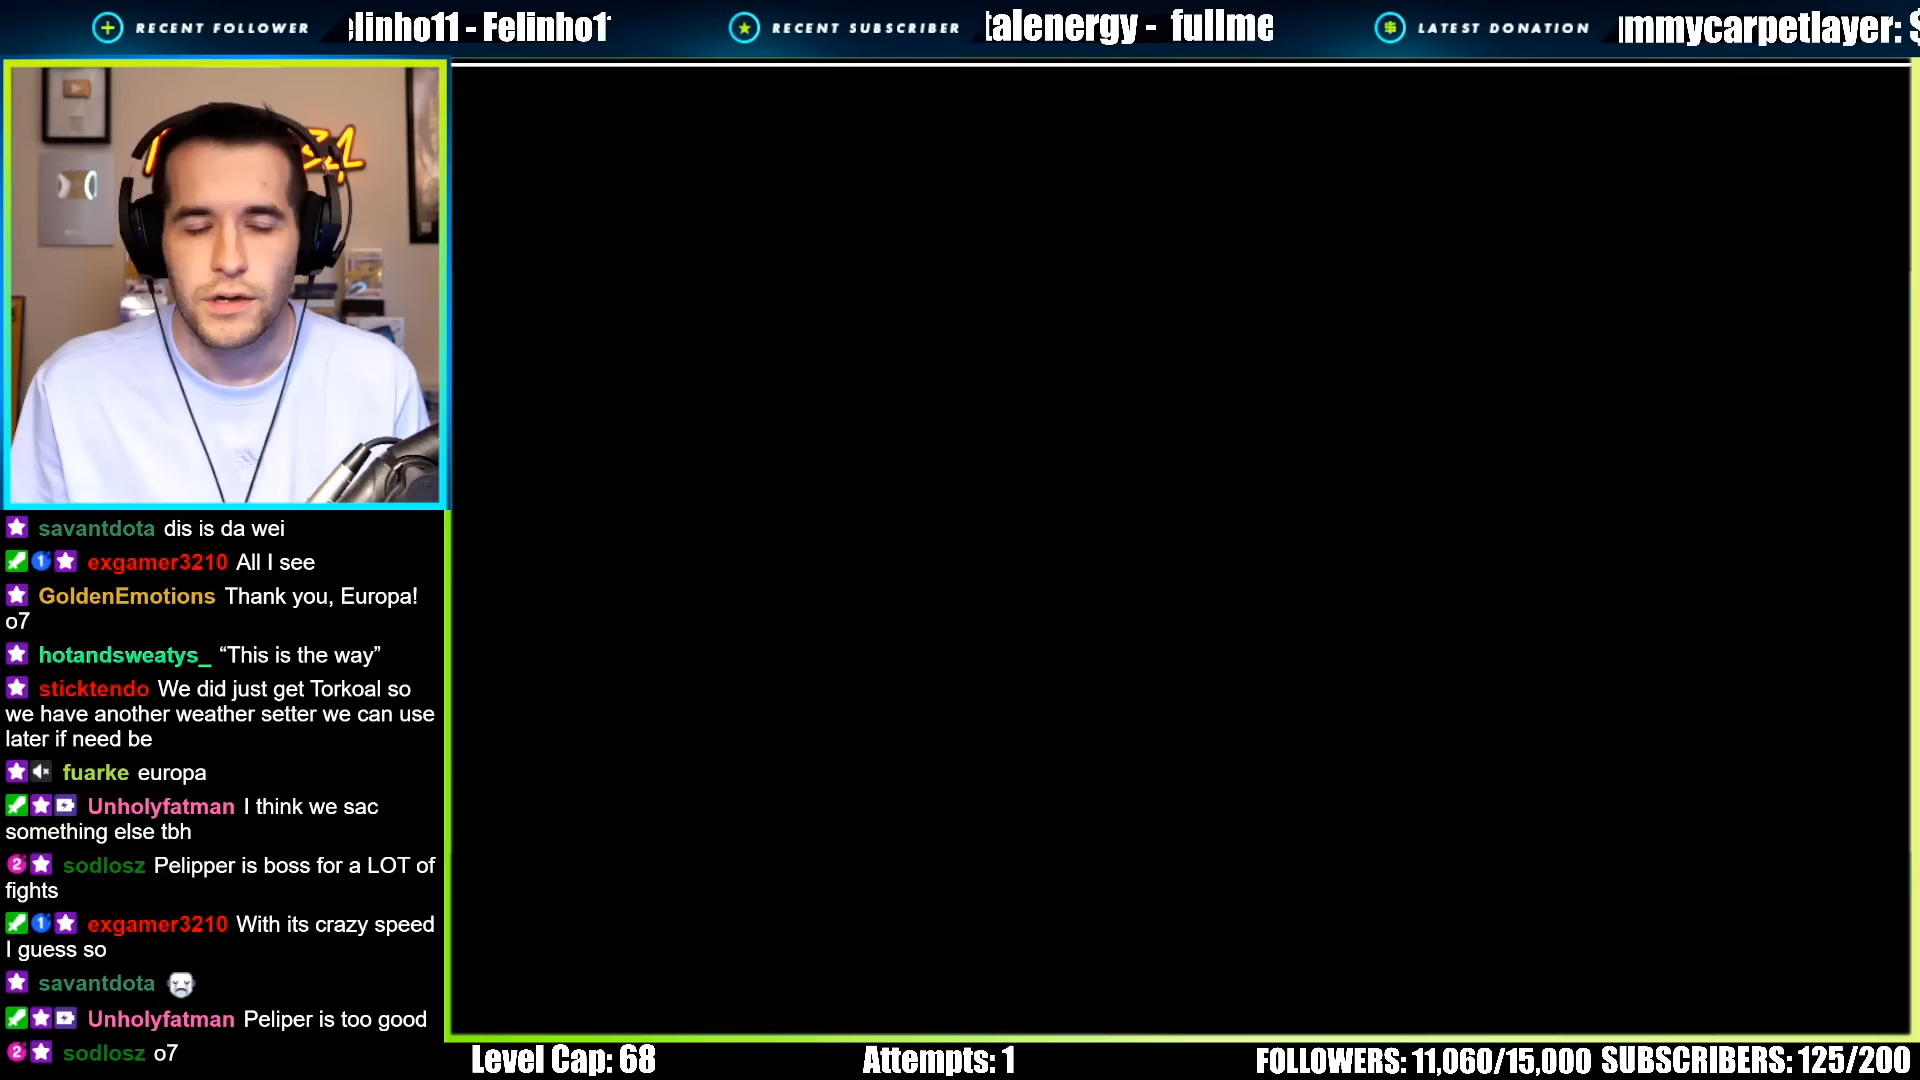 RECENT FOLLOWER
linho11 - Felinho1
RECENT SUBSCRIBER
talenergy - fullme
LATEST DONATION
mmycarpetlayer: $
savantdota dis is da wei
exgamer3210 All I see
GoldenEmotions Thank you, Europa!
o7
hotandsweatys_ “This is the way”
sticktendo We did just get Torkoal so
we have another weather setter we can use
later if need be
fuarke europa
Unholyfatman I think we sac
something else tbh
2 sodlosz Pelipper is boss for a LOT of
fights
1 exgamer3210 With its crazy speed
I guess so
savantdota
Unholyfatman Peliper is too good
2 sodlosz o7
Level Cap: 68
Attempts: 1
FOLLOWERS: 11,060/15,000 SUBSCRIBERS: 125/200